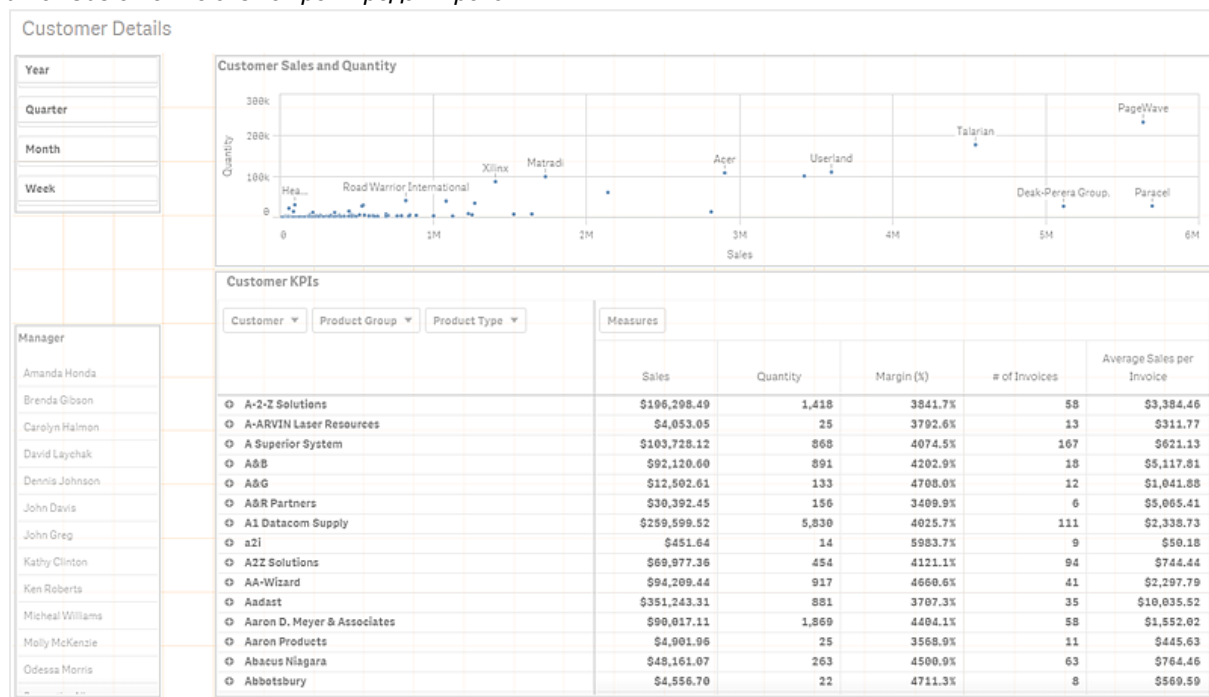 Customer Details
Year
Quarter
Month
Week
Customer Sales and Quantity
Quantity
300k
200k
100k
0
PageWave
Talarian
Acer
Userland
Xilinx
Matradi
Hea...
Road Warrior International
Deak-Perera Group.
Paracel
0 1M 2M 3M 4M 5M 6M
Sales
Manager
Amanda Honda
Brenda Gibson
Carolyn Halmon
David Laychak
Dennis Johnson
John Davis
John Greg
Kathy Clinton
Ken Roberts
Micheal Williams
Molly McKenzie
Odessa Morris
Customer KPIs
Customer Product Group Product Type Measures
Sales Quantity Margin (%) # of Invoices Average Sales per Invoice
A-2-Z Solutions $196,298.49 1,418 3841.7% 58 $3,384.46
A-ARVIN Laser Resources $4,053.05 25 3792.6% 13 $311.77
A Superior System $103,728.12 868 4074.5% 167 $621.13
A&B $92,120.60 891 4202.9% 18 $5,117.81
A&G $12,502.61 133 4708.0% 12 $1,041.88
A&R Partners $30,392.45 156 3409.9% 6 $5,065.41
A1 Datacom Supply $259,599.52 5,830 4025.7% 111 $2,338.73
a2i $451.64 14 5983.7% 9 $50.18
A2Z Solutions $69,977.36 454 4121.1% 94 $744.44
AA-Wizard $94,209.44 917 4660.6% 41 $2,297.79
Aadast $351,243.31 881 3707.3% 35 $10,035.52
Aaron D. Meyer & Associates $90,017.11 1,869 4404.1% 58 $1,552.02
Aaron Products $4,901.96 25 3568.9% 11 $445.63
Abacus Niagara $48,161.07 263 4500.9% 63 $764.46
Abbotsbury $4,556.70 22 4711.3% 8 $569.59